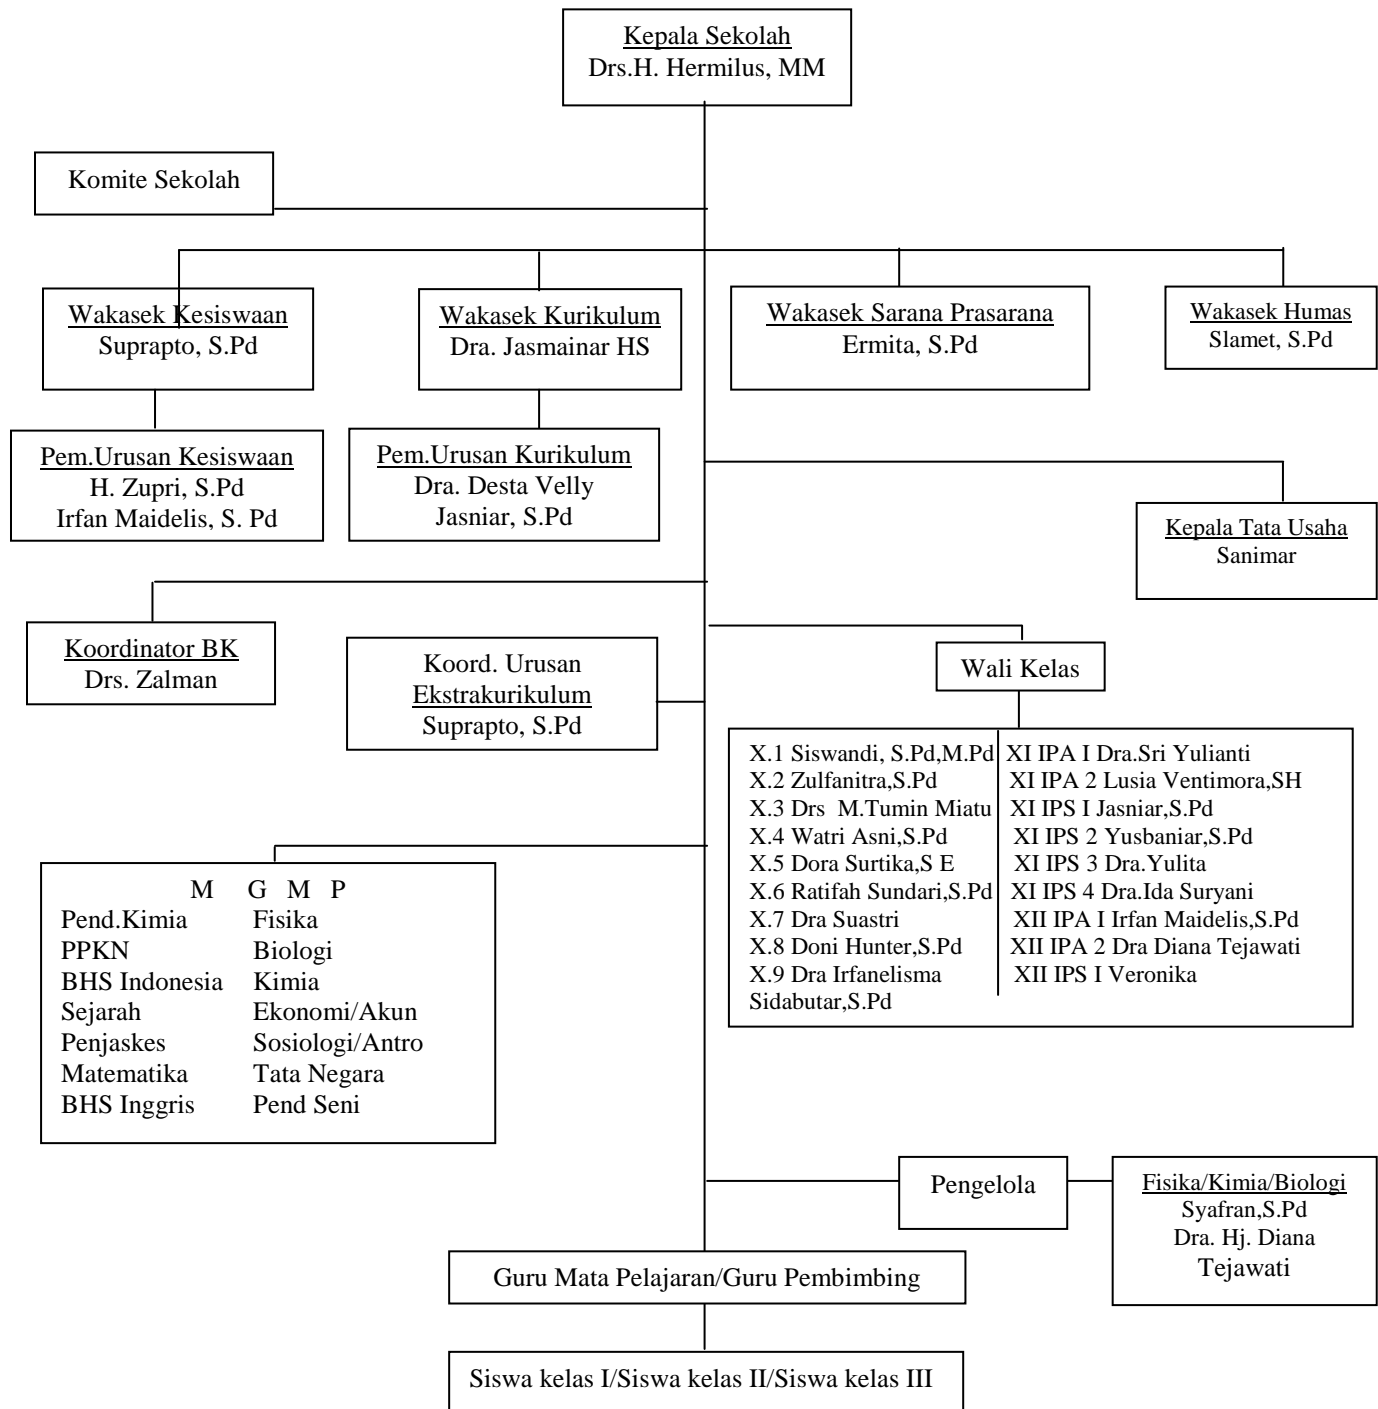 Kepala Sekolah
Drs.H. Hermilus, MM
Komite Sekolah
Wakasek Kesiswaan
Suprapto, S.Pd
Wakasek Kurikulum
Dra. Jasmainar HS
Wakasek Sarana Prasarana
Ermita, S.Pd
Wakasek Humas
Slamet, S.Pd
Pem.Urusan Kesiswaan
H. Zupri, S.Pd
Irfan Maidelis, S. Pd
Pem.Urusan Kurikulum
Dra. Desta Velly
Jasniar, S.Pd
Kepala Tata Usaha
Sanimar
Koordinator BK
Drs. Zalman
Koord. Urusan
Ekstrakurikulum
Suprapto, S.Pd
Wali Kelas
X.1 Siswandi, S.Pd,M.Pd
X.2 Zulfanitra,S.Pd
X.3 Drs M.Tumin Miatu
X.4 Watri Asni,S.Pd
X.5 Dora Surtika,S E
X.6 Ratifah Sundari,S.Pd
X.7 Dra Suastri
X.8 Doni Hunter,S.Pd
X.9 Dra Irfanelisma
Sidabutar,S.Pd
XI IPA I Dra.Sri Yulianti
XI IPA 2 Lusia Ventimora,SH
XI IPS I Jasniar,S.Pd
XI IPS 2 Yusbaniar,S.Pd
XI IPS 3 Dra.Yulita
XI IPS 4 Dra.Ida Suryani
XII IPA I Irfan Maidelis,S.Pd
XII IPA 2 Dra Diana Tejawati
XII IPS I Veronika
M G M P
Pend.Kimia Fisika
PPKN Biologi
BHS Indonesia Kimia
Sejarah Ekonomi/Akun
Penjaskes Sosiologi/Antro
Matematika Tata Negara
BHS Inggris Pend Seni
Pengelola
Fisika/Kimia/Biologi
Syafran,S.Pd
Dra. Hj. Diana
Tejawati
Guru Mata Pelajaran/Guru Pembimbing
Siswa kelas I/Siswa kelas II/Siswa kelas III